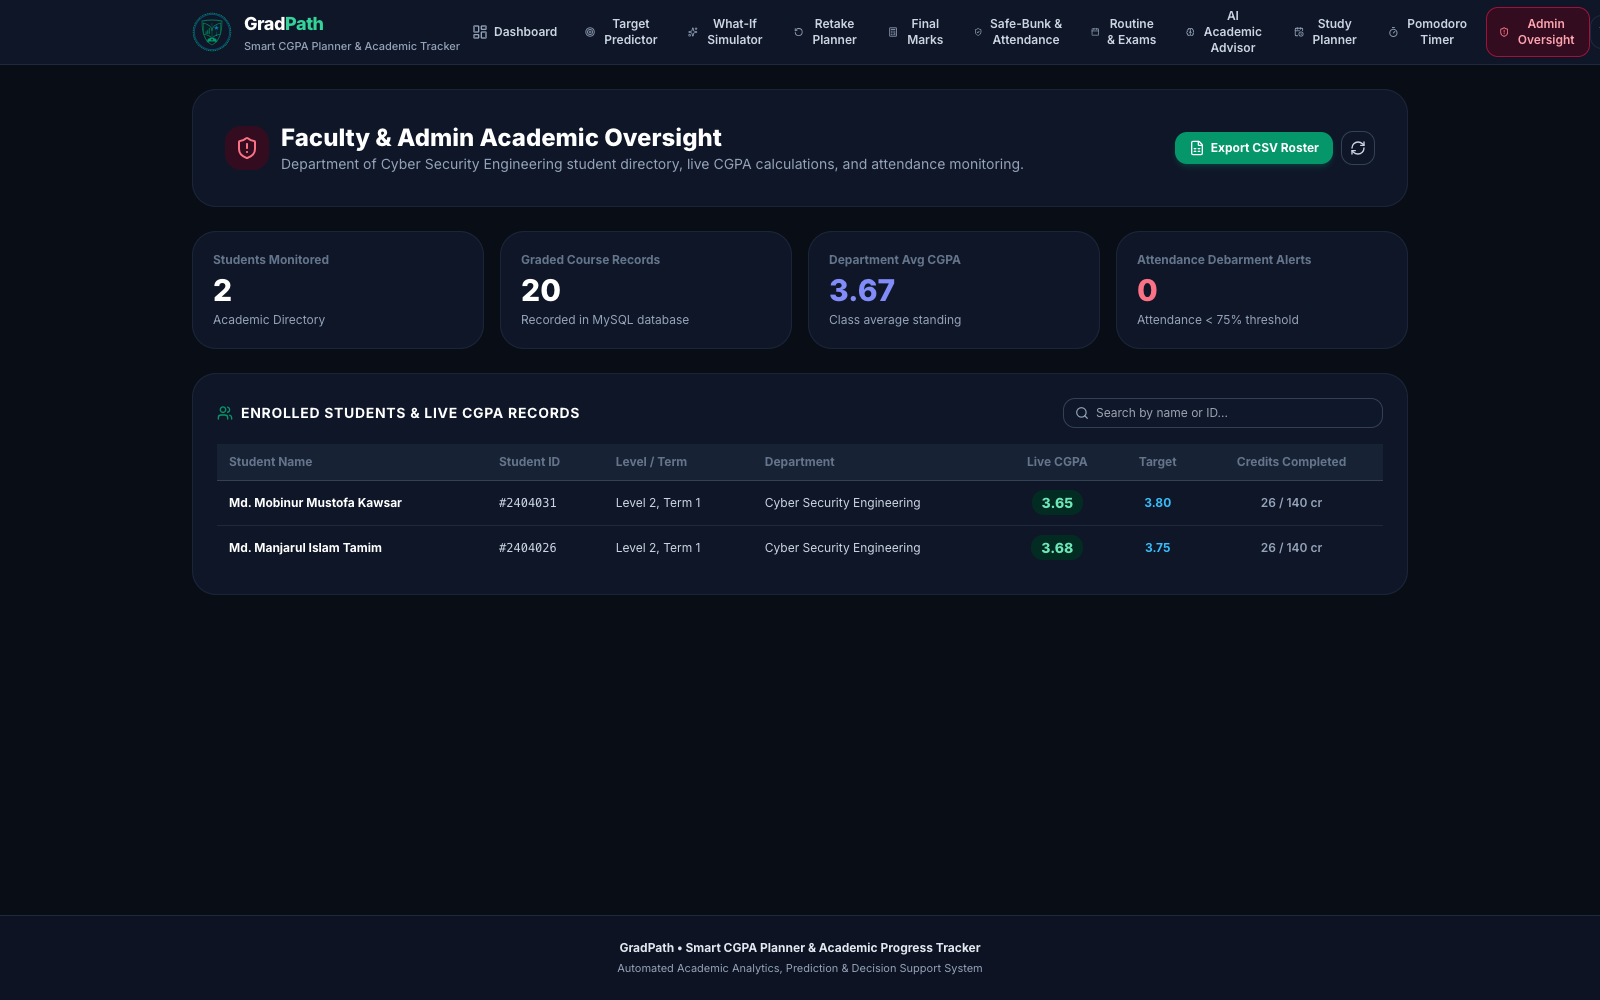 GradPath
Smart CGPA Planner & Academic Tracker
Dashboard
Target
Predictor
What-If
Simulator
Retake
Planner
Final
Marks
Safe-Bunk &
Attendance
Routine
& Exams
AI
Academic
Advisor
Study
Planner
Pomodoro
Timer
Admin
Oversight
Faculty & Admin Academic Oversight
Department of Cyber Security Engineering student directory, live CGPA calculations, and attendance monitoring.
Export CSV Roster
Students Monitored
2
Academic Directory
Graded Course Records
20
Recorded in MySQL database
Department Avg CGPA
3.67
Class average standing
Attendance Debarment Alerts
0
Attendance < 75% threshold
ENROLLED STUDENTS & LIVE CGPA RECORDS
Search by name or ID...
Student Name Student ID Level / Term Department Live CGPA Target Credits Completed
Md. Mobinur Mustofa Kawsar #2404031 Level 2, Term 1 Cyber Security Engineering 3.65 3.80 26 / 140 cr
Md. Manjarul Islam Tamim #2404026 Level 2, Term 1 Cyber Security Engineering 3.68 3.75 26 / 140 cr
GradPath • Smart CGPA Planner & Academic Progress Tracker
Automated Academic Analytics, Prediction & Decision Support System